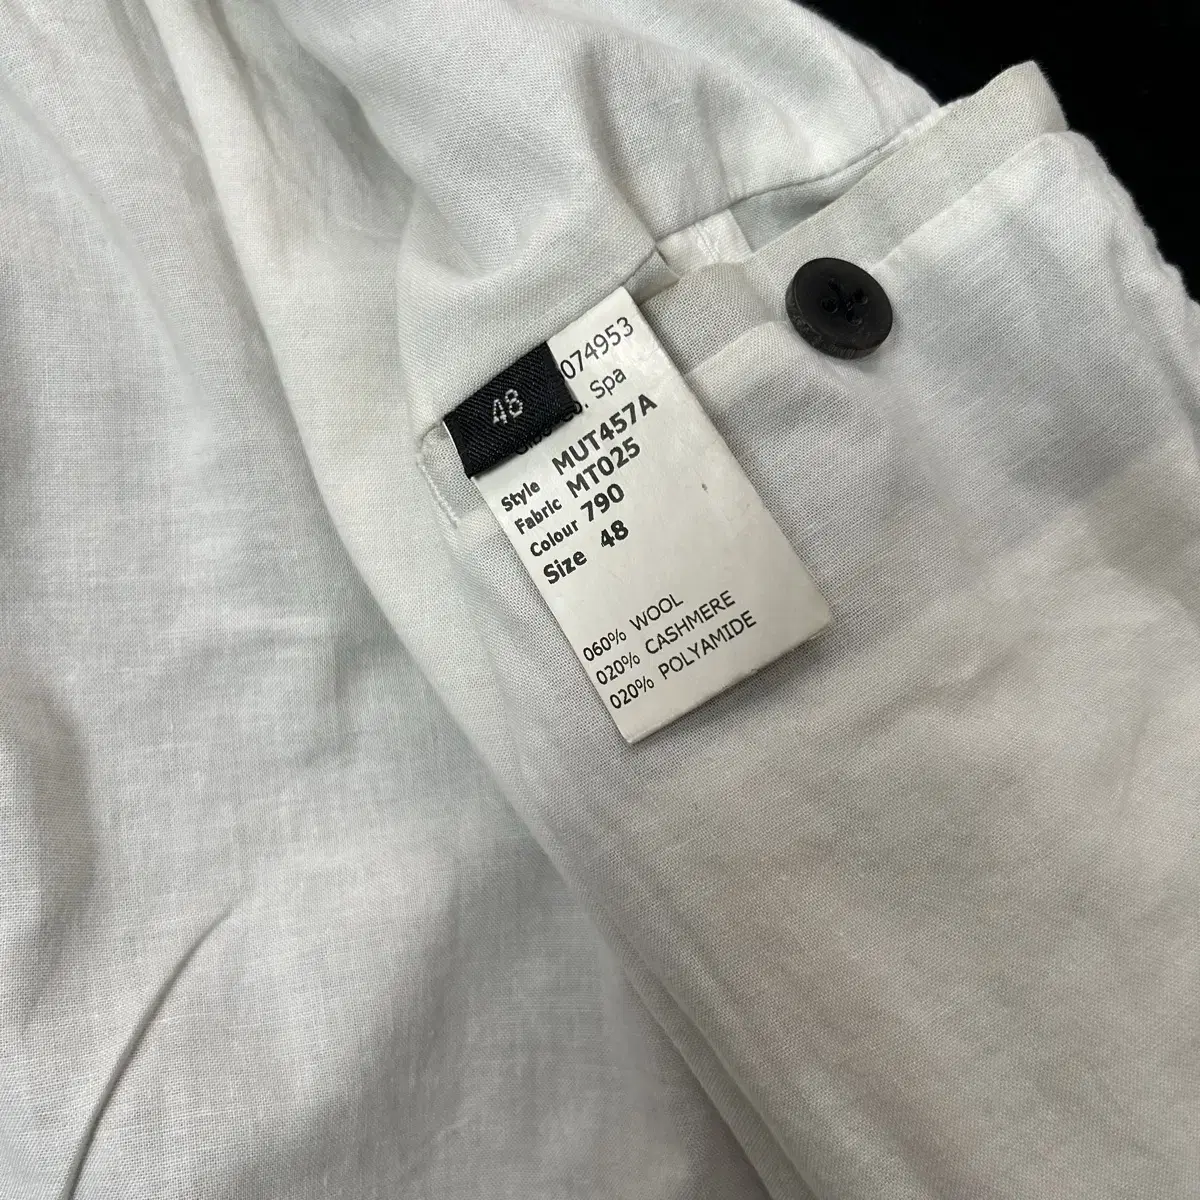 48
074953
Spa
Style MUT457A
Fabric MT025
Colour 790
Size 48
060% WOOL
020% CASHMERE
020% POLYAMIDE